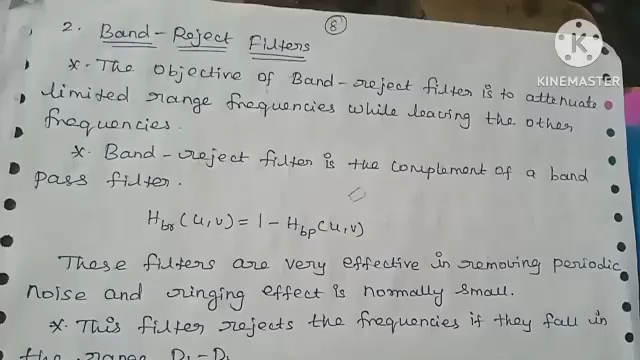 8
2. Band-Reject Filters
*. The objective of Band-reject filter is to attenuate
limited range frequencies while leaving the other
frequencies.
*. Band-reject filter is the complement of a band
pass filter.
Hbr(u,v) = 1 - Hbp(u,v)
These filters are very effective in removing periodic
noise and ringing effect is normally small.
*. This filter rejects the frequencies if they fall in
the range
K
KINEMASTER